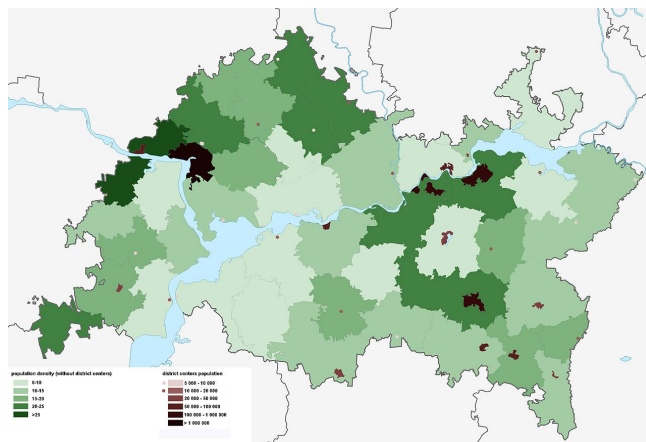 population density (without district centers)
0-10
10-15
15-20
20-25
>25
district centers population
5 000 - 10 000
10 000 - 20 000
20 000 - 50 000
50 000 - 100 000
100 000 - 1 000 000
> 1 000 000